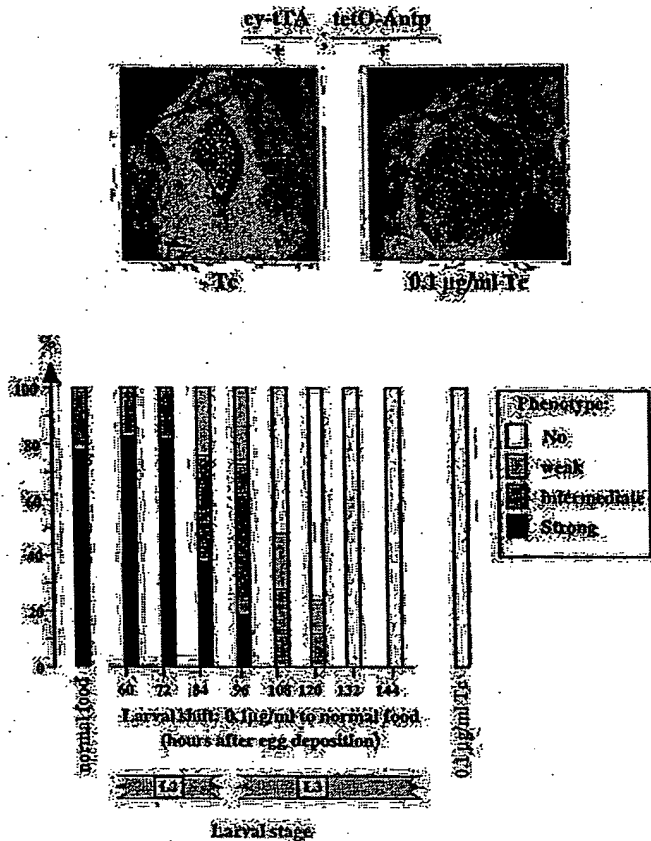 ey-tTA tetO-Antp
+ , +
- Tc 0.1 µg/ml Tc
%
100
80
60
40
20
0
normal food
60 72 84 96 108 120 132 144
0.1 µg/ml Tc
Larval shift: 0.1µg/ml to normal food
(hours after egg deposition)
L2 L3
Larval stage
Phenotype:
No
weak
Intermediate
Strong